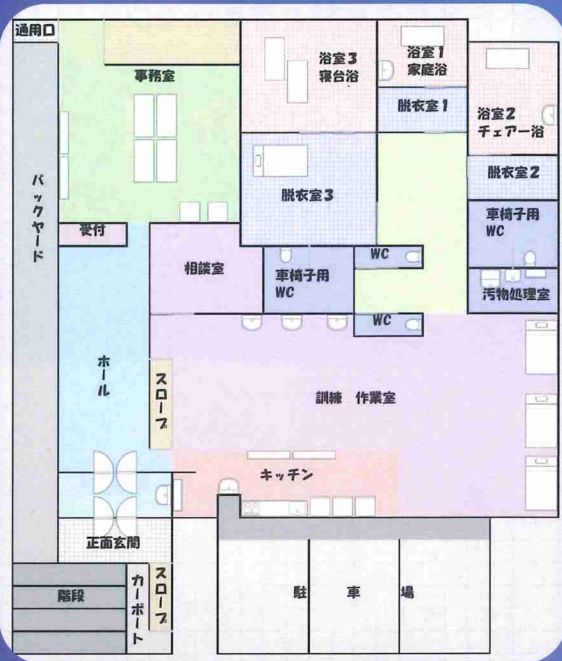 通用口
事務室
浴室3
寝台浴
浴室1
家庭浴
脱衣室1
浴室2
チェアー浴
脱衣室2
バックヤード
脱衣室3
車椅子用
WC
受付
相談室
車椅子用
WC
WC
汚物処理室
WC
ホール
スロープ
訓練 作業室
キッチン
正面玄関
階段
カーポート
スロープ
駐 車 場